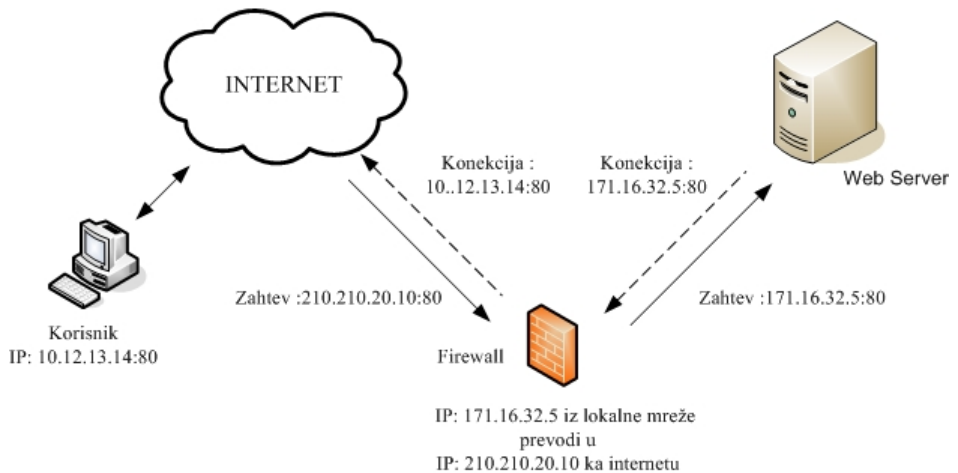 INTERNET
Konekcija :
10..12.13.14:80
Konekcija :
171.16.32.5:80
Web Server
Zahtev :210.210.20.10:80
Zahtev :171.16.32.5:80
Korisnik
IP: 10.12.13.14:80
Firewall
IP: 171.16.32.5 iz lokalne mreže
prevodi u
IP: 210.210.20.10 ka internetu